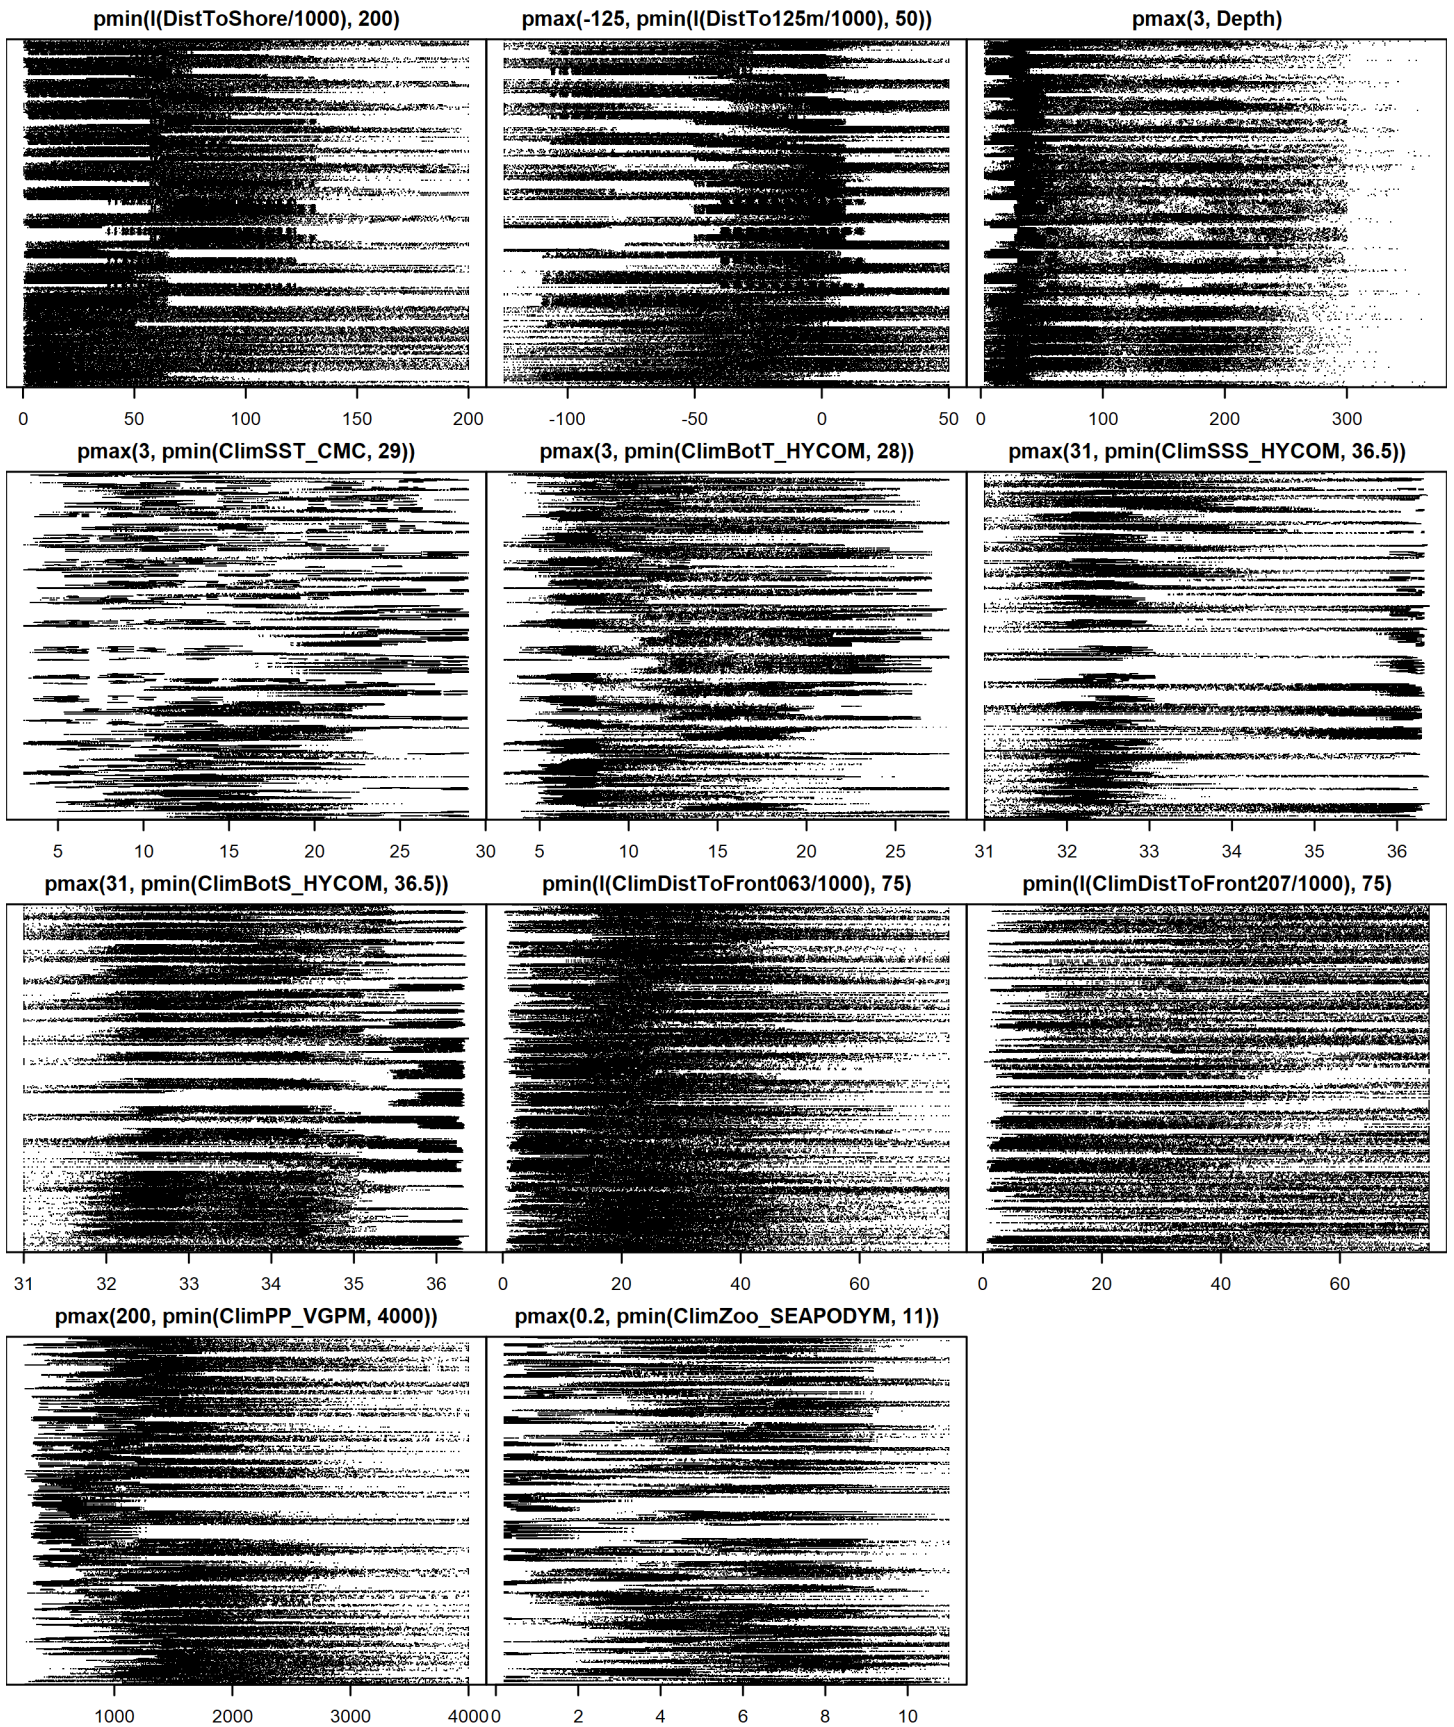 pmin(I(DistToShore/1000), 200)
pmax(-125, pmin(I(DistTo125m/1000), 50))
pmax(3, Depth)
0 50 100 150 200
-100 -50 0 50
0 100 200 300
pmax(3, pmin(ClimSST_CMC, 29))
pmax(3, pmin(ClimBotT_HYCOM, 28))
pmax(31, pmin(ClimSSS_HYCOM, 36.5))
5 10 15 20 25 30
5 10 15 20 25
31 32 33 34 35 36
pmax(31, pmin(ClimBotS_HYCOM, 36.5))
pmin(I(ClimDistToFront063/1000), 75)
pmin(I(ClimDistToFront207/1000), 75)
31 32 33 34 35 36
0 20 40 60
0 20 40 60
pmax(200, pmin(ClimPP_VGPM, 4000))
pmax(0.2, pmin(ClimZoo_SEAPODYM, 11))
1000 2000 3000 4000
0 2 4 6 8 10